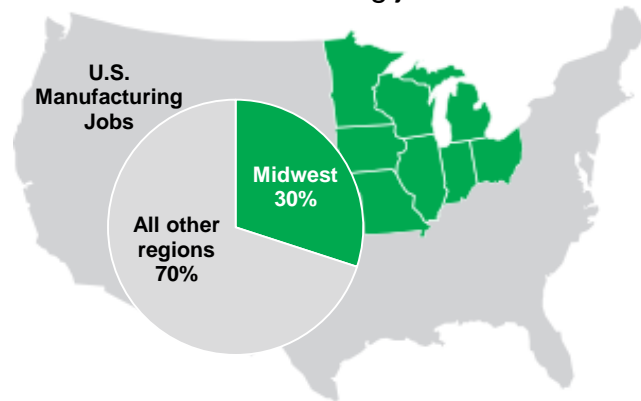 U.S.
Manufacturing
Jobs
Midwest
30%
All other
regions
70%